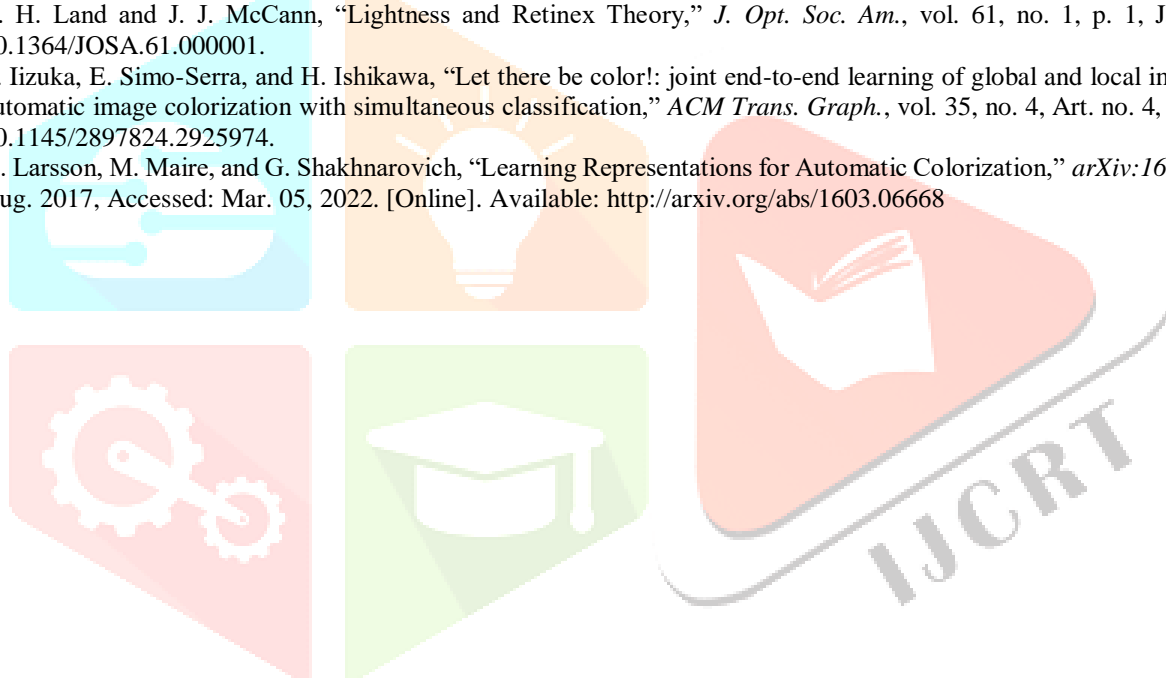 . H. Land and J. J. McCann, “Lightness and Retinex Theory,” J. Opt. Soc. Am., vol. 61, no. 1, p. 1, J
0.1364/JOSA.61.000001.
. Iizuka, E. Simo-Serra, and H. Ishikawa, “Let there be color!: joint end-to-end learning of global and local im
utomatic image colorization with simultaneous classification,” ACM Trans. Graph., vol. 35, no. 4, Art. no. 4,
0.1145/2897824.2925974.
. Larsson, M. Maire, and G. Shakhnarovich, “Learning Representations for Automatic Colorization,” arXiv:16
ug. 2017, Accessed: Mar. 05, 2022. [Online]. Available: http://arxiv.org/abs/1603.06668
IJCRT